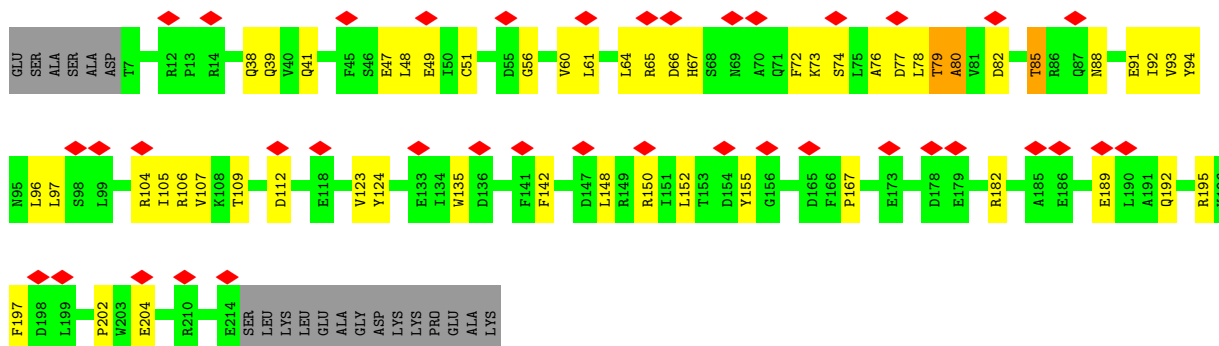 GLU SER ALA SER ALA ASP T7 R12 P13 R14 Q38 Q39 V40 Q41 F45 S46 E47 L48 E49 I50 C51 D55 G56 V60 L61 L64 R65 D66 H67 S68 N69 A70 Q71 F72 K73 S74 L75 A76 D77 L78 T79 A80 V81 D82 T85 R86 Q87 N88 E91 I92 V93 Y94
N95 L96 L97 S98 L99 R104 I105 R106 V107 K108 T109 D112 E118 V123 Y124 E133 I134 W135 D136 F141 F142 D147 L148 R149 R150 I151 L152 T153 D154 Y155 G156 D165 F166 P167 E173 D178 E179 R182 A185 E186 E189 L190 A191 Q192 R195
F197 D198 L199 P202 W203 E204 R210 E214 SER LEU LYS LEU GLU ALA GLY ASP LYS LYS PRO GLU ALA LYS